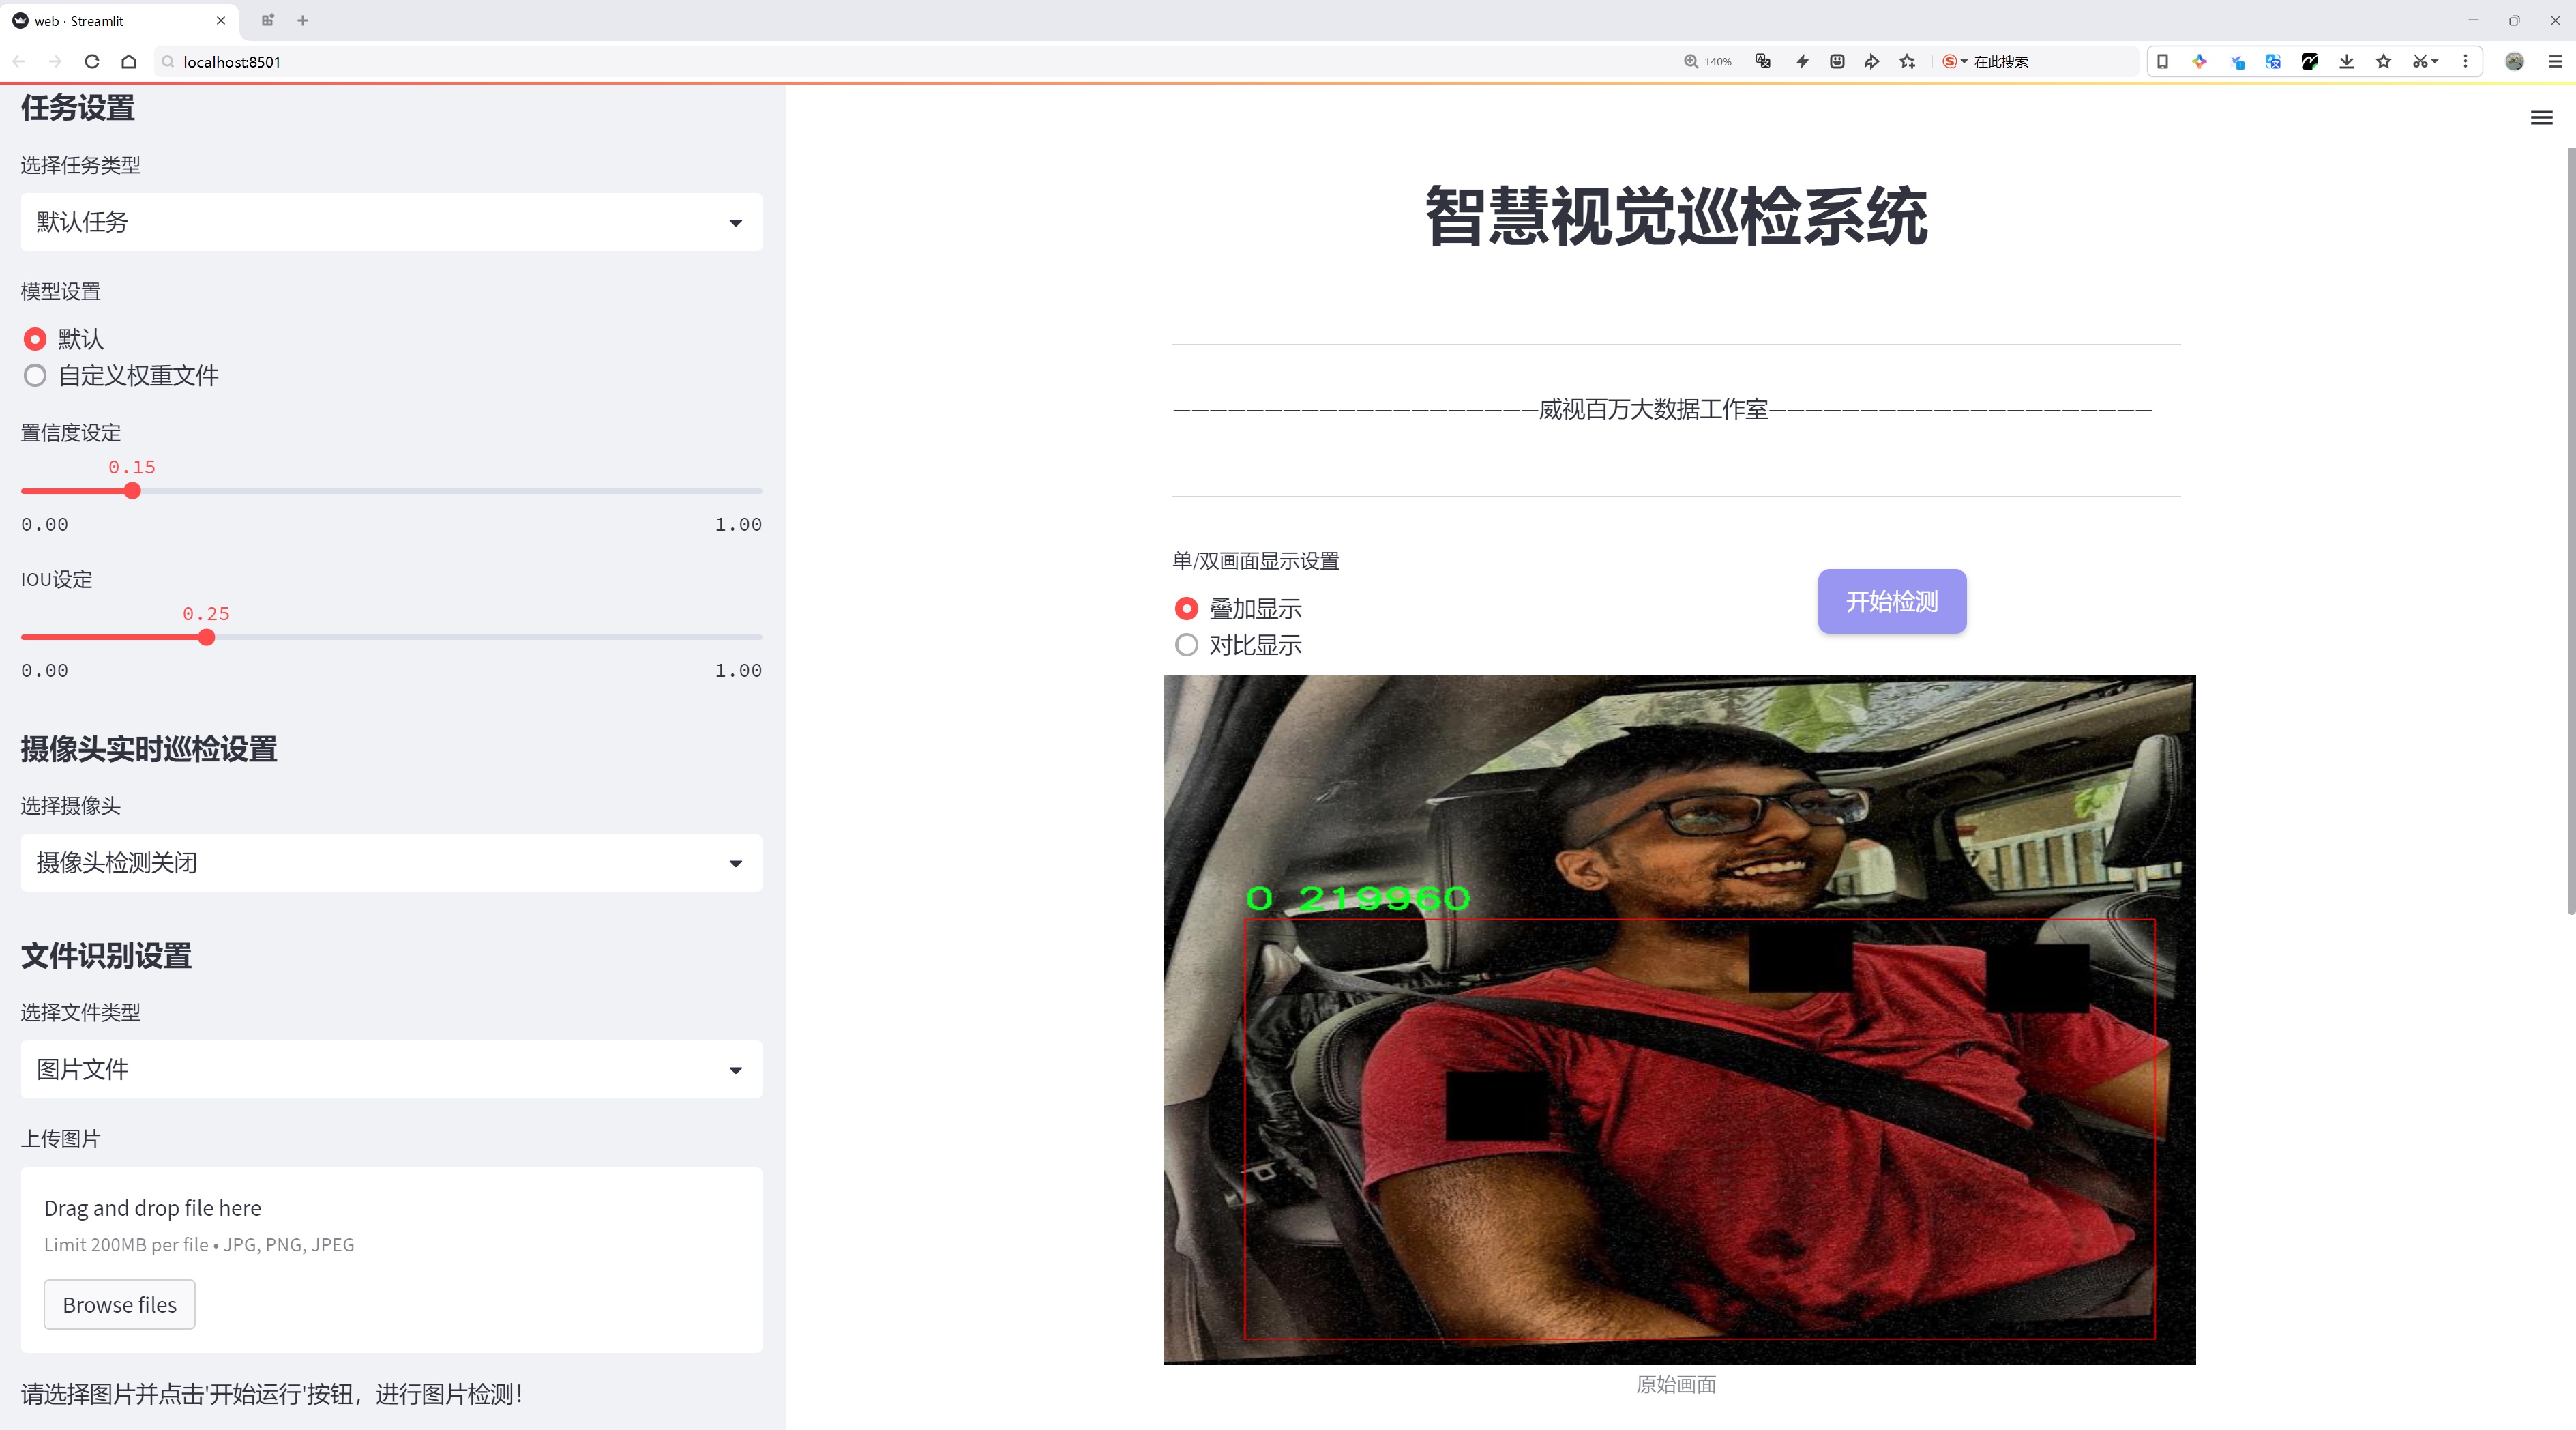 web · Streamlit
localhost:8501
140%
在此搜索
任务设置
选择任务类型
默认任务
模型设置
默认
自定义权重文件
置信度设定
0.15
0.00
1.00
IOU设定
0.25
0.00
1.00
摄像头实时巡检设置
选择摄像头
摄像头检测关闭
文件识别设置
选择文件类型
图片文件
上传图片
Drag and drop file here
Limit 200MB per file • JPG, PNG, JPEG
Browse files
请选择图片并点击'开始运行'按钮，进行图片检测！
智慧视觉巡检系统
—————————————————————威视百万大数据工作室—————————————————————
单/双画面显示设置
叠加显示
对比显示
开始检测
0 219960
原始画面